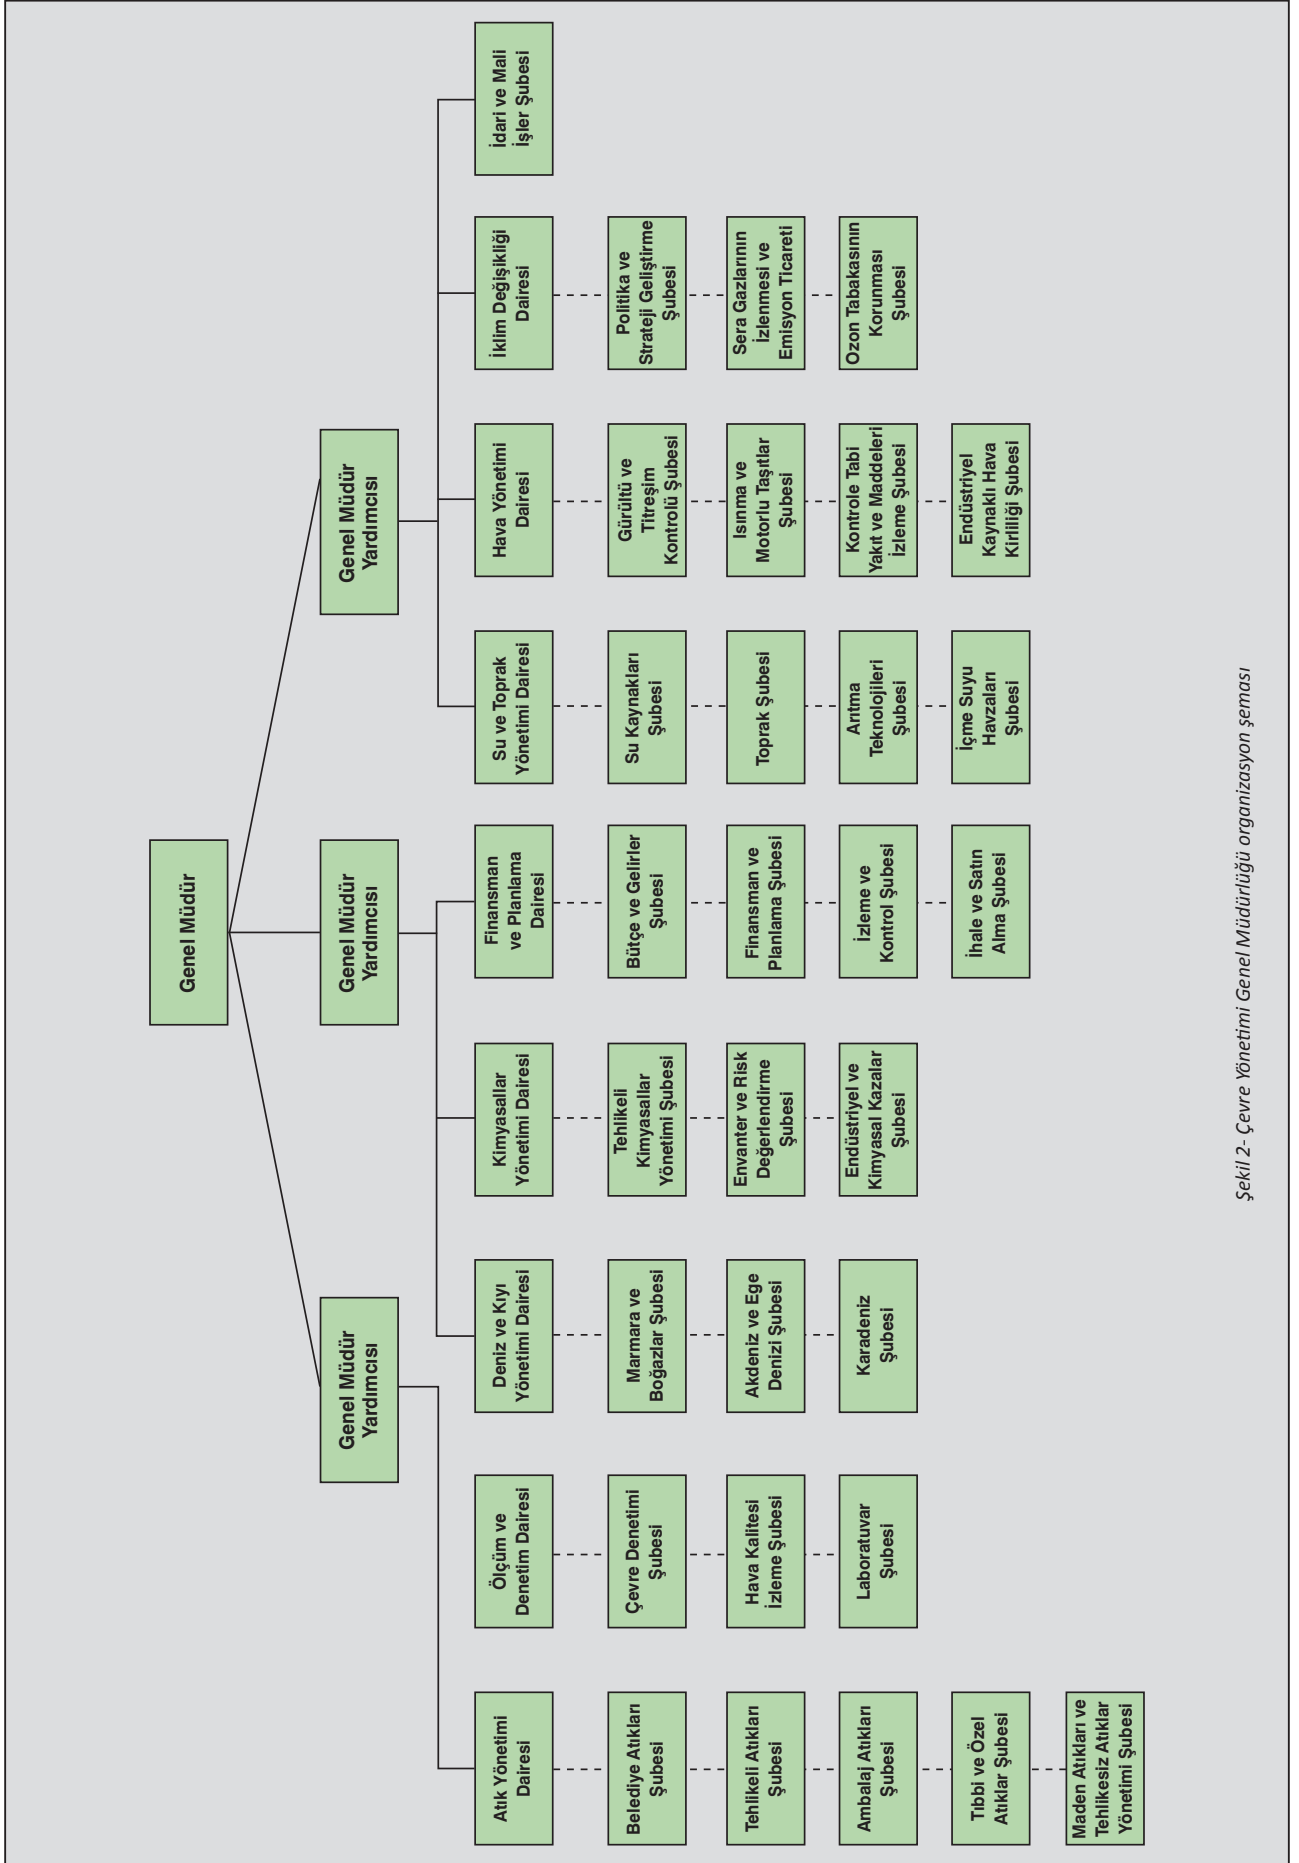 Genel Müdür
Genel Müdür
Yardımcısı
Genel Müdür
Yardımcısı
Genel Müdür
Yardımcısı
Atık Yönetimi
Dairesi
Belediye Atıkları
Şubesi
Tehlikeli Atıkları
Şubesi
Ambalaj Atıkları
Şubesi
Tıbbi ve Özel
Atıklar Şubesi
Maden Atıkları ve
Tehlikesiz Atıklar
Yönetimi Şubesi
Ölçüm ve
Denetim Dairesi
Çevre Denetimi
Şubesi
Hava Kalitesi
İzleme Şubesi
Laboratuvar
Şubesi
Deniz ve Kıyı
Yönetimi Dairesi
Marmara ve
Boğazlar Şubesi
Akdeniz ve Ege
Denizi Şubesi
Karadeniz
Şubesi
Kimyasallar
Yönetimi Dairesi
Tehlikeli
Kimyasallar
Yönetimi Şubesi
Envanter ve Risk
Değerlendirme
Şubesi
Endüstriyel ve
Kimyasal Kazalar
Şubesi
Finansman
ve Planlama
Dairesi
Bütçe ve Gelirler
Şubesi
Finansman ve
Planlama Şubesi
İzleme ve
Kontrol Şubesi
İhale ve Satın
Alma Şubesi
Su ve Toprak
Yönetimi Dairesi
Su Kaynakları
Şubesi
Toprak Şubesi
Arıtma
Teknolojileri
Şubesi
İçme Suyu
Havzaları
Şubesi
Hava Yönetimi
Dairesi
Gürültü ve
Titreşim
Kontrolü Şubesi
Isınma ve
Motorlu Taşıtlar
Şubesi
Kontrole Tabi
Yakıt ve Maddeleri
İzleme Şubesi
Endüstriyel
Kaynaklı Hava
Kirliliği Şubesi
İklim Değişikliği
Dairesi
Politika ve
Strateji Geliştirme
Şubesi
Sera Gazlarının
İzlenmesi ve
Emisyon Ticareti
Ozon Tabakasının
Korunması
Şubesi
İdari ve Mali
İşler Şubesi
Şekil 2- Çevre Yönetimi Genel Müdürlüğü organizasyon şeması